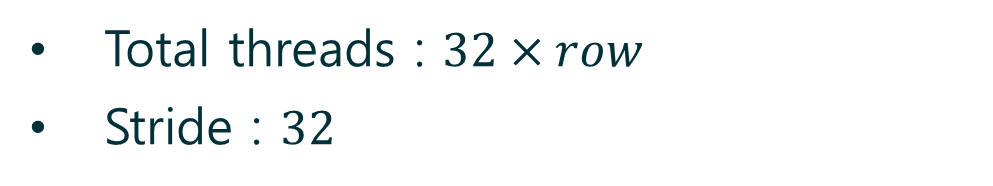 • Total threads : 32 × row
• Stride : 32